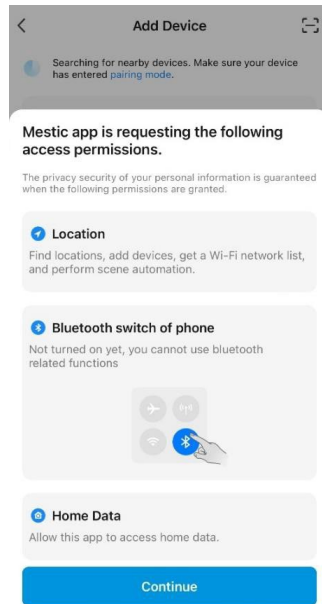 Add Device
Searching for nearby devices. Make sure your device
has entered pairing mode.
Mestic app is requesting the following
access permissions.
The privacy security of your personal information is guaranteed
when the following permissions are granted.
Location
Find locations, add devices, get a Wi-Fi network list,
and perform scene automation.
Bluetooth switch of phone
Not turned on yet, you cannot use bluetooth
related functions
Home Data
Allow this app to access home data.
Continue